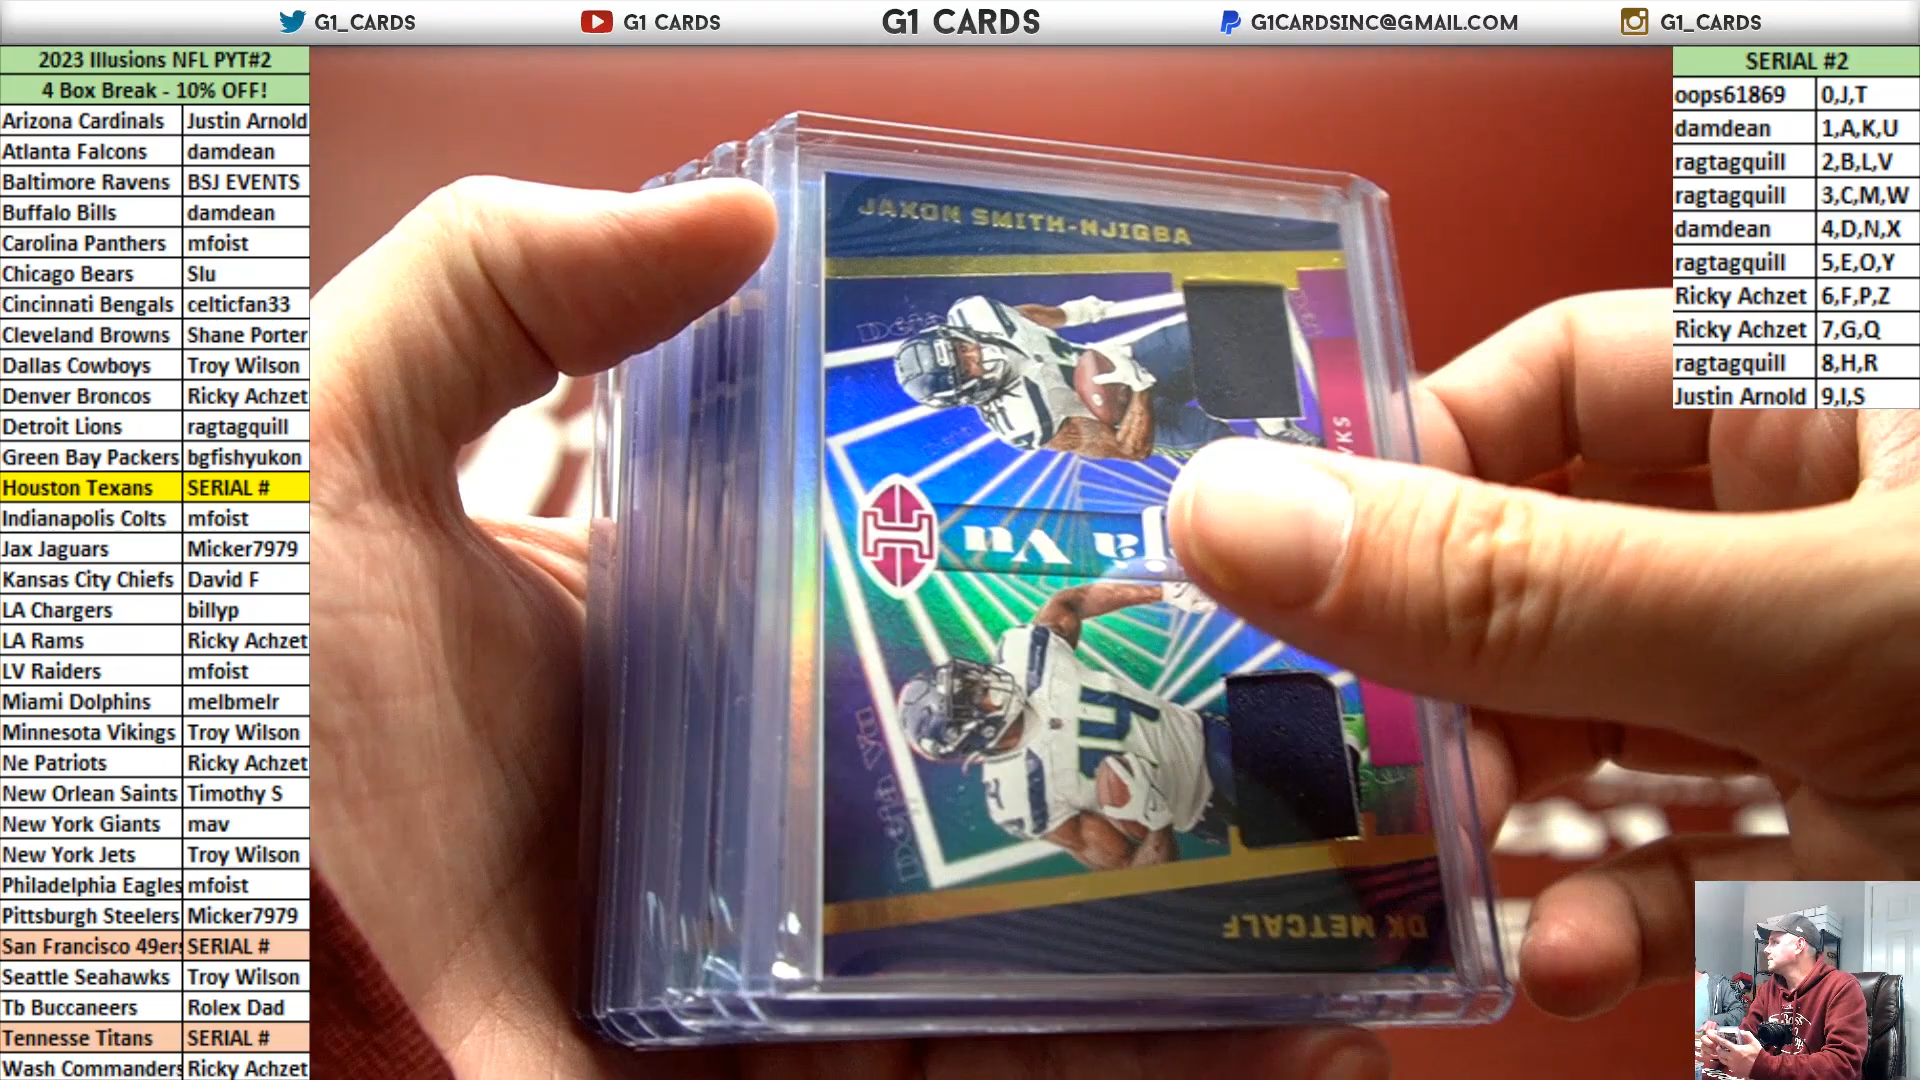 G1_CARDS
G1 CARDS
G1 CARDS
G1CARDSINC@GMAIL.COM
G1_CARDS
2023 Illusions NFL PYT#2
4 Box Break - 10% OFF!
Arizona Cardinals Justin Arnold
Atlanta Falcons damdean
Baltimore Ravens BSJ EVENTS
Buffalo Bills damdean
Carolina Panthers mfoist
Chicago Bears Slu
Cincinnati Bengals celticfan33
Cleveland Browns Shane Porter
Dallas Cowboys Troy Wilson
Denver Broncos Ricky Achzet
Detroit Lions ragtagquill
Green Bay Packers bgfishyukon
Houston Texans SERIAL #
Indianapolis Colts mfoist
Jax Jaguars Micker7979
Kansas City Chiefs David F
LA Chargers billyp
LA Rams Ricky Achzet
LV Raiders mfoist
Miami Dolphins melbmelr
Minnesota Vikings Troy Wilson
Ne Patriots Ricky Achzet
New Orlean Saints Timothy S
New York Giants mav
New York Jets Troy Wilson
Philadelphia Eagles mfoist
Pittsburgh Steelers Micker7979
San Francisco 49ers SERIAL #
Seattle Seahawks Troy Wilson
Tb Buccaneers Rolex Dad
Tennesse Titans SERIAL #
Wash Commanders Ricky Achzet
SERIAL #2
oops61869 0,J,T
damdean 1,A,K,U
ragtagquill 2,B,L,V
ragtagquill 3,C,M,W
damdean 4,D,N,X
ragtagquill 5,E,O,Y
Ricky Achzet 6,F,P,Z
Ricky Achzet 7,G,Q
ragtagquill 8,H,R
Justin Arnold 9,I,S
JAXON SMITH-NJIGBA
Vu
14
DK METCALF